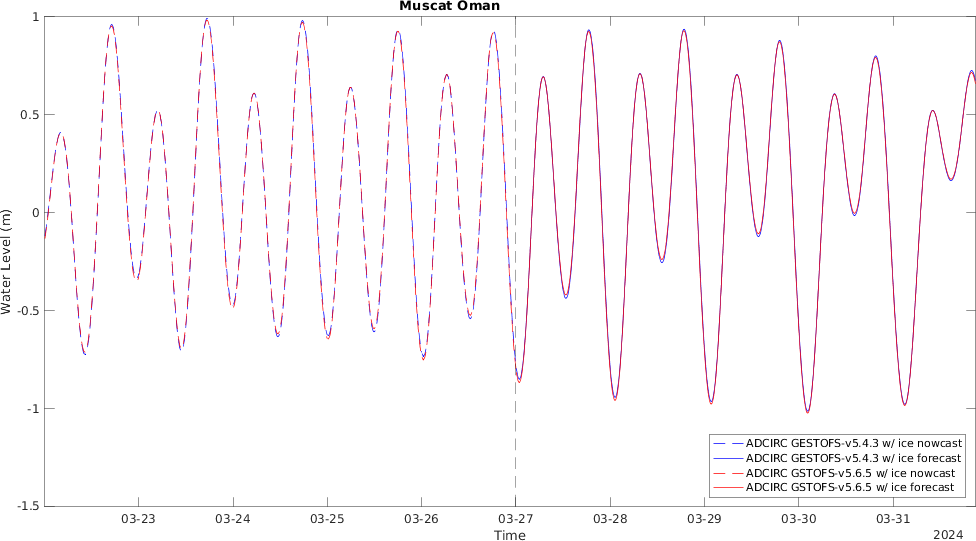 Muscat Oman
1
0.5
0
-0.5
-1
-1.5
Water Level (m)
03-23 03-24 03-25 03-26 03-27 03-28 03-29 03-30 03-31
Time
2024
ADCIRC GESTOFS-v5.4.3 w/ ice nowcast
ADCIRC GESTOFS-v5.4.3 w/ ice forecast
ADCIRC GSTOFS-v5.6.5 w/ ice nowcast
ADCIRC GSTOFS-v5.6.5 w/ ice forecast